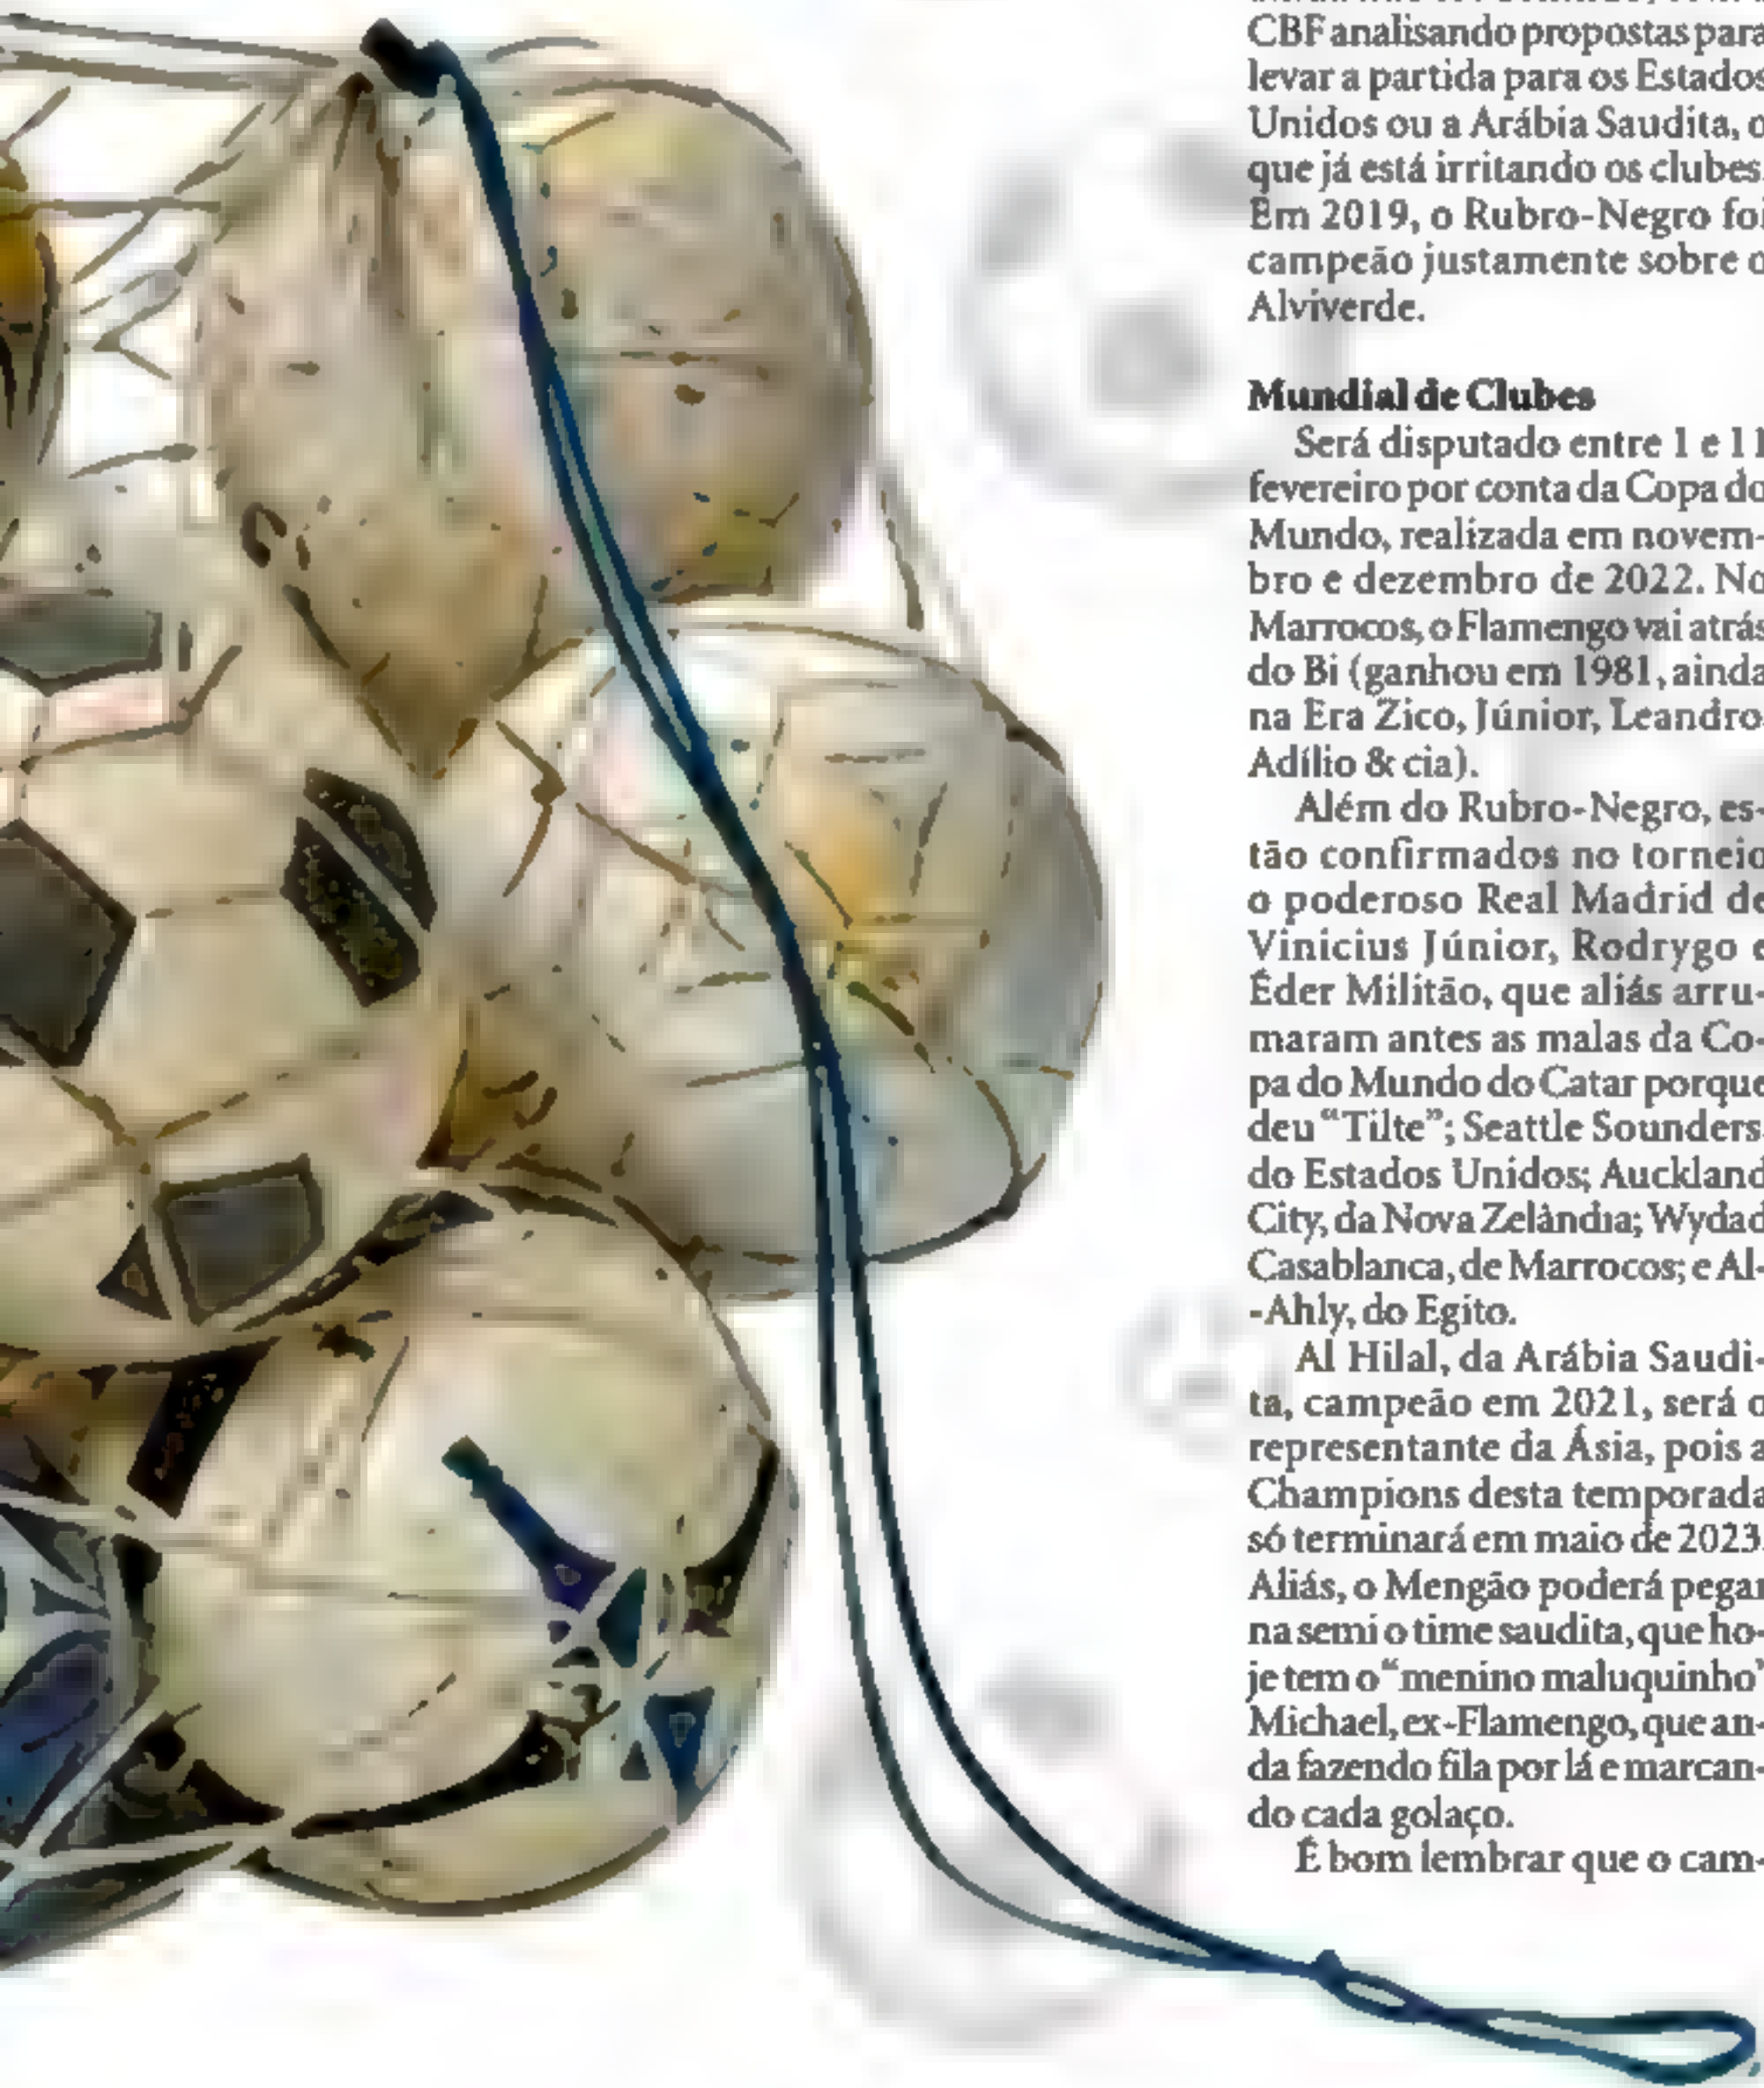 CBF analisando propostas para
levar a partida para os Estados
Unidos ou a Arábia Saudita, o
que já está irritando os clubes.
Em 2019, o Rubro-Negro foi
campeão justamente sobre o
Alviverde.
Mundial de Clubes
Será disputado entre 1 e 11
fevereiro por conta da Copa do
Mundo, realizada em novem-
bro e dezembro de 2022. No
Marrocos, o Flamengo vai atrás
do Bi (ganhou em 1981, ainda
na Era Zico, Júnior, Leandro
Adílio & cia).
Além do Rubro-Negro, es-
tão confirmados no torneio
o poderoso Real Madrid de
Vinicius Júnior, Rodrygo e
Éder Militão, que aliás arru-
maram antes as malas da Co-
pa do Mundo do Catar porque
deu “Tilte”; Seattle Sounders
do Estados Unidos; Auckland
City, da Nova Zelândia; Wydad
Casablanca, de Marrocos; e Al-
-Ahly, do Egito.
Al Hilal, da Arábia Saudi-
ta, campeão em 2021, será o
representante da Ásia, pois a
Champions desta temporada
só terminará em maio de 2023.
Aliás, o Mengão poderá pegar
na semi o time saudita, que ho-
je tem o “menino maluquinho”
Michael, ex-Flamengo, que an-
da fazendo fila por lá e marcan-
do cada golaço.
É bom lembrar que o cam-